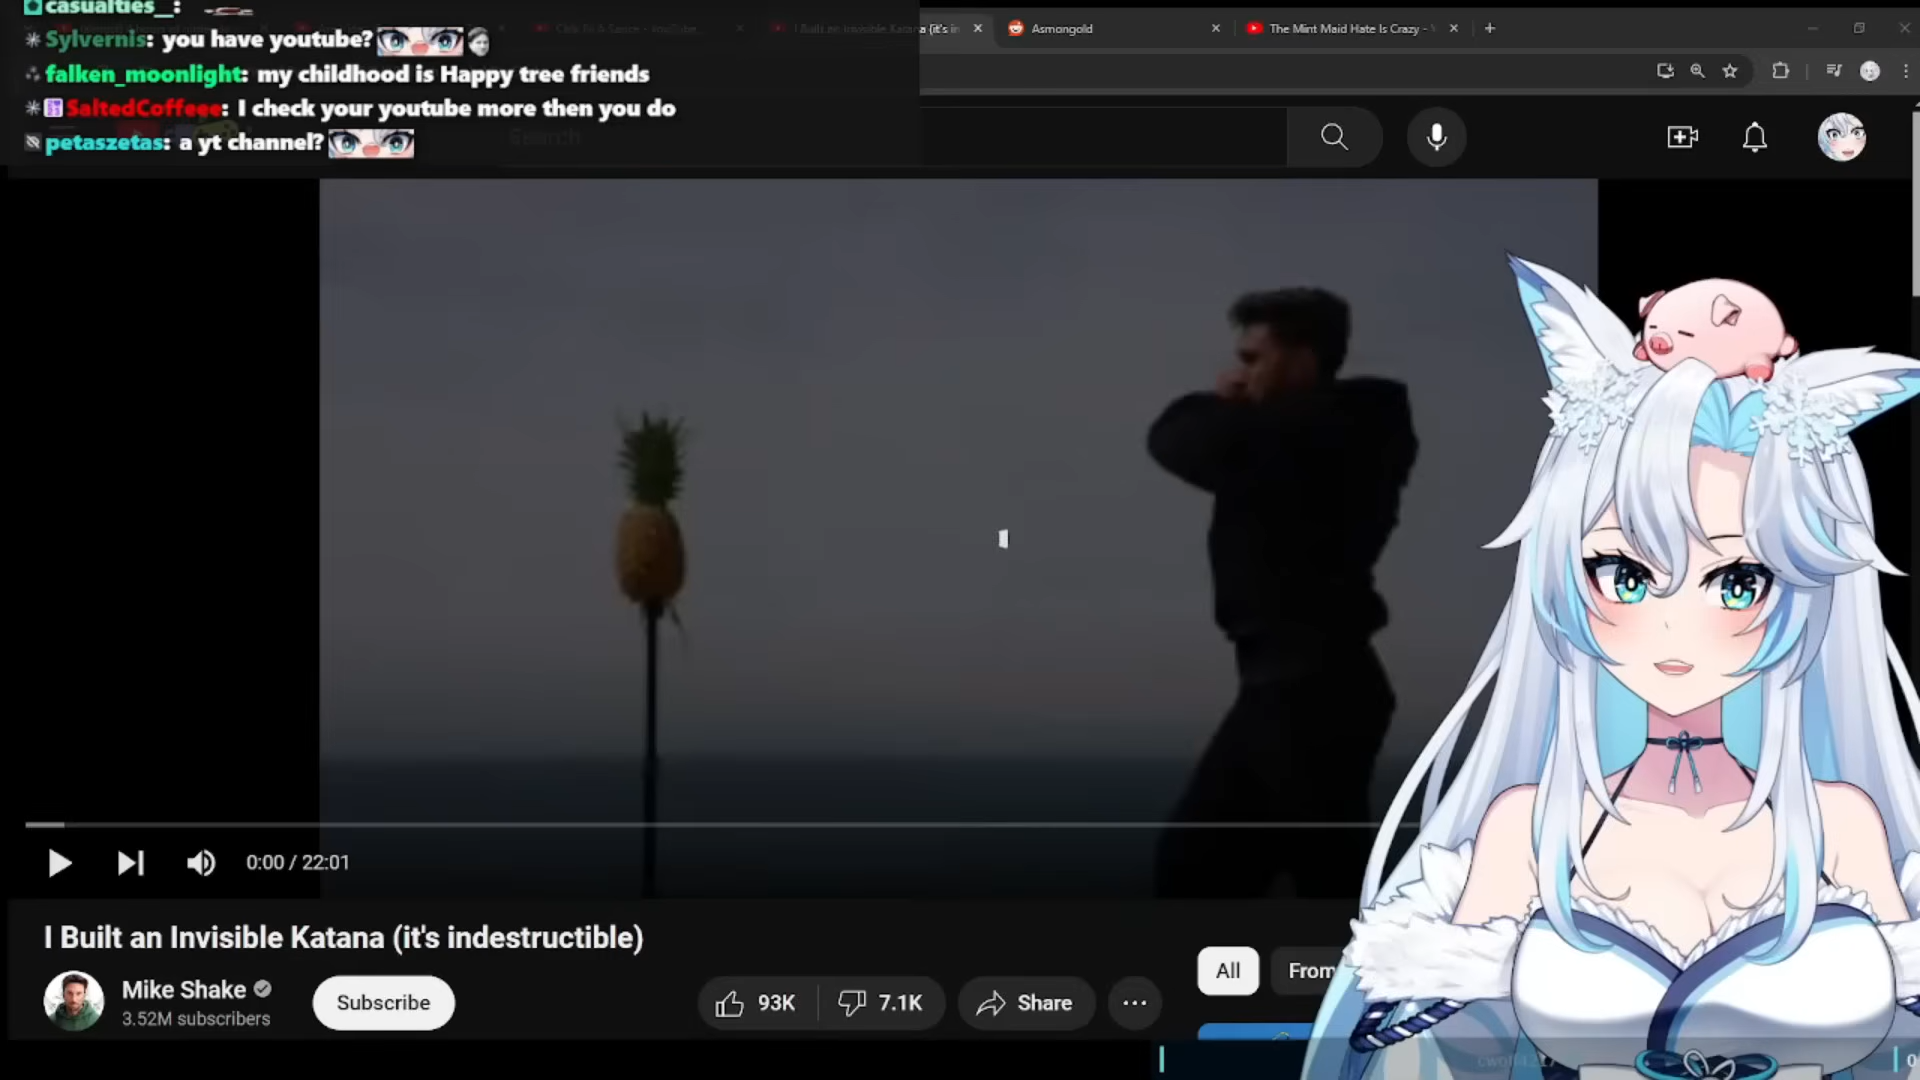 casualties_:
Sylvernis: you have youtube?
falken_moonlight: my childhood is Happy tree friends
SaltedCoffeee: I check your youtube more then you do
petaszetas: a yt channel?
Asmongold
The Mint Maid Hate Is Crazy -
Search
0:00 / 22:01
I Built an Invisible Katana (it's indestructible)
Mike Shake
3.52M subscribers
Subscribe
93K
7.1K
Share
All
From